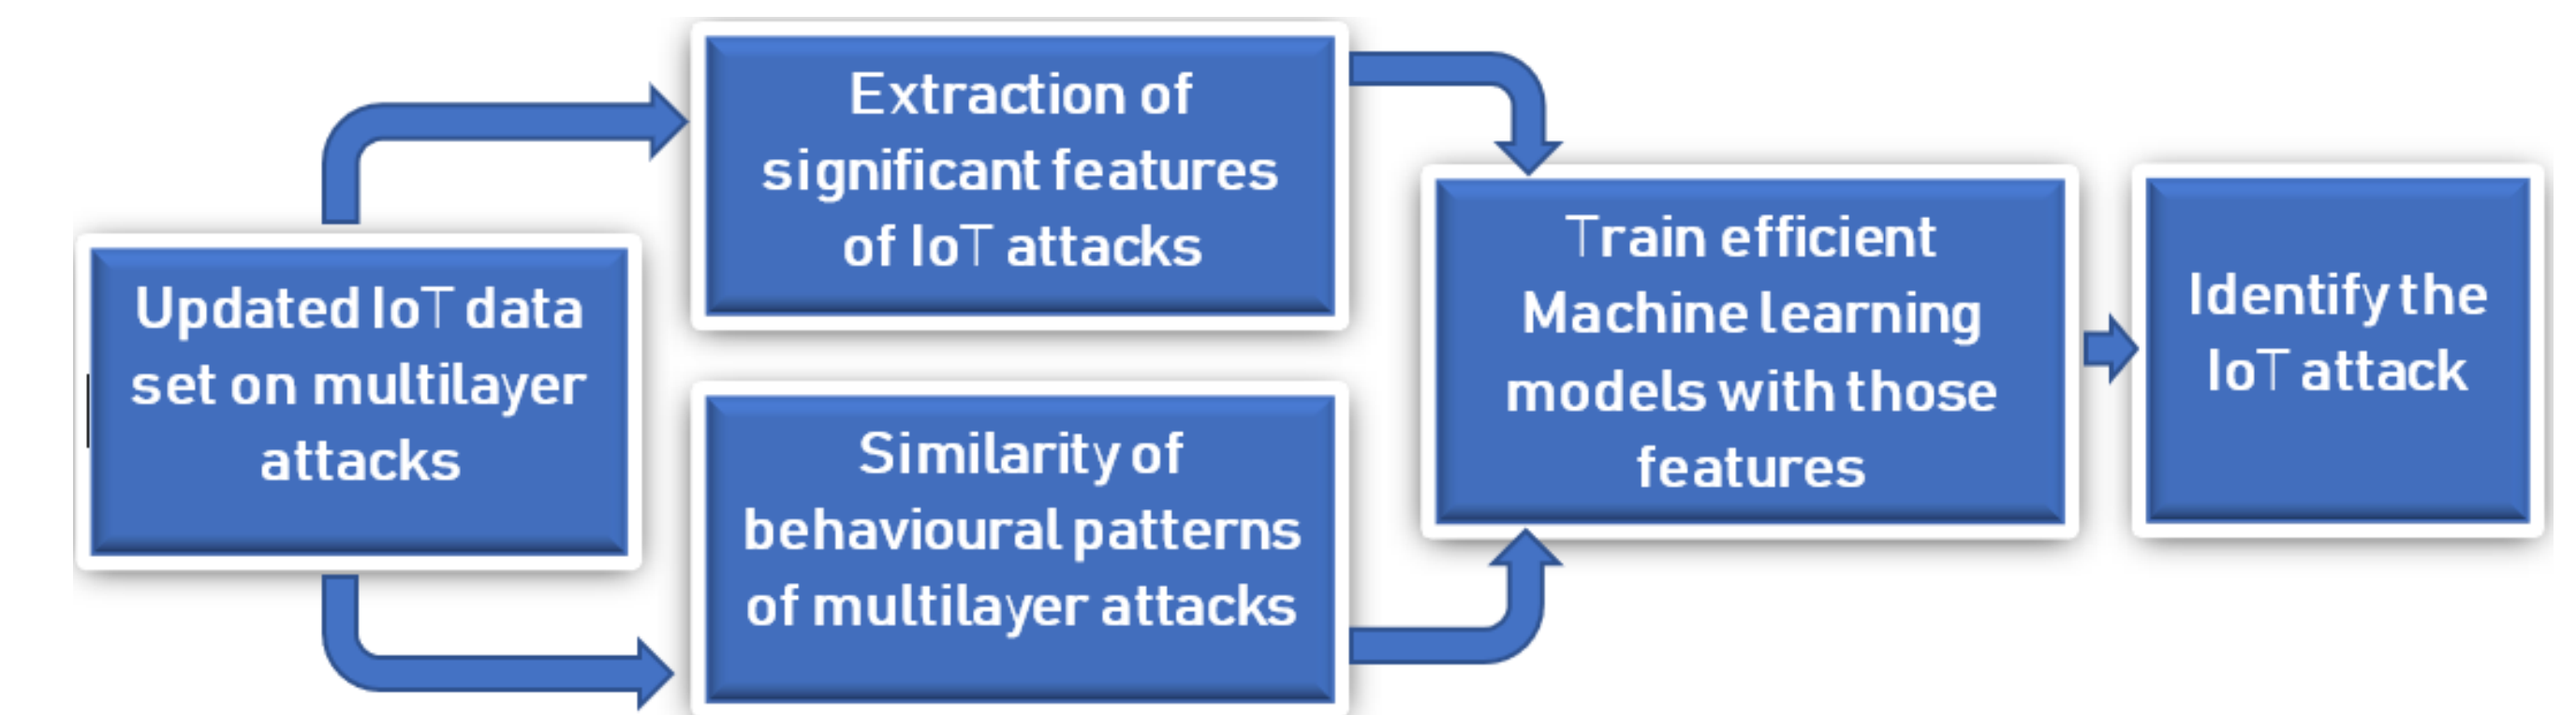 Updated IoT data
set on multilayer
attacks
Extraction of
significant features
of IoT attacks
Similarity of
behavioural patterns
of multilayer attacks
Train efficient
Machine learning
models with those
features
Identify the
IoT attack